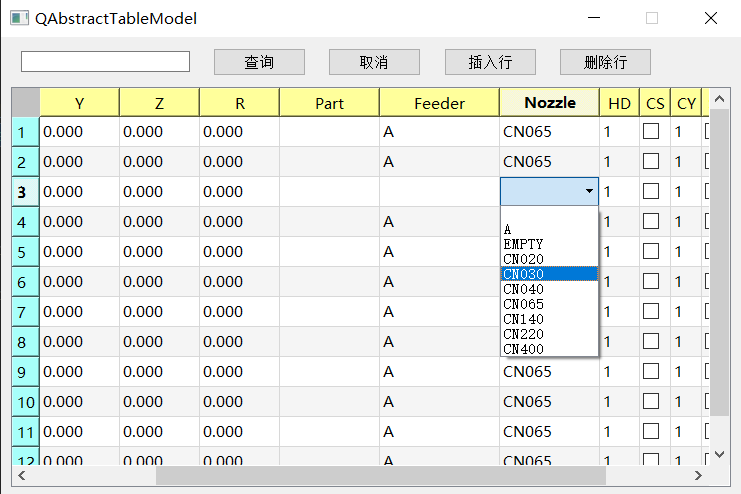 QAbstractTableModel
查询 取消 插入行 删除行
Y Z R Part Feeder Nozzle HD CS CY
1 0.000 0.000 0.000 A CN065 1 1
2 0.000 0.000 0.000 A CN065 1 1
3 0.000 0.000 0.000 1 1
4 0.000 0.000 0.000 A 1 1
5 0.000 0.000 0.000 A 1 1
6 0.000 0.000 0.000 A 1 1
7 0.000 0.000 0.000 A 1 1
8 0.000 0.000 0.000 A 1 1
A
EMPTY
CN020
CN030
CN040
CN065
CN140
CN220
CN400
9 0.000 0.000 0.000 A CN065 1 1
10 0.000 0.000 0.000 A CN065 1 1
11 0.000 0.000 0.000 A CN065 1 1
12 0.000 0.000 0.000 A CN065 1 1